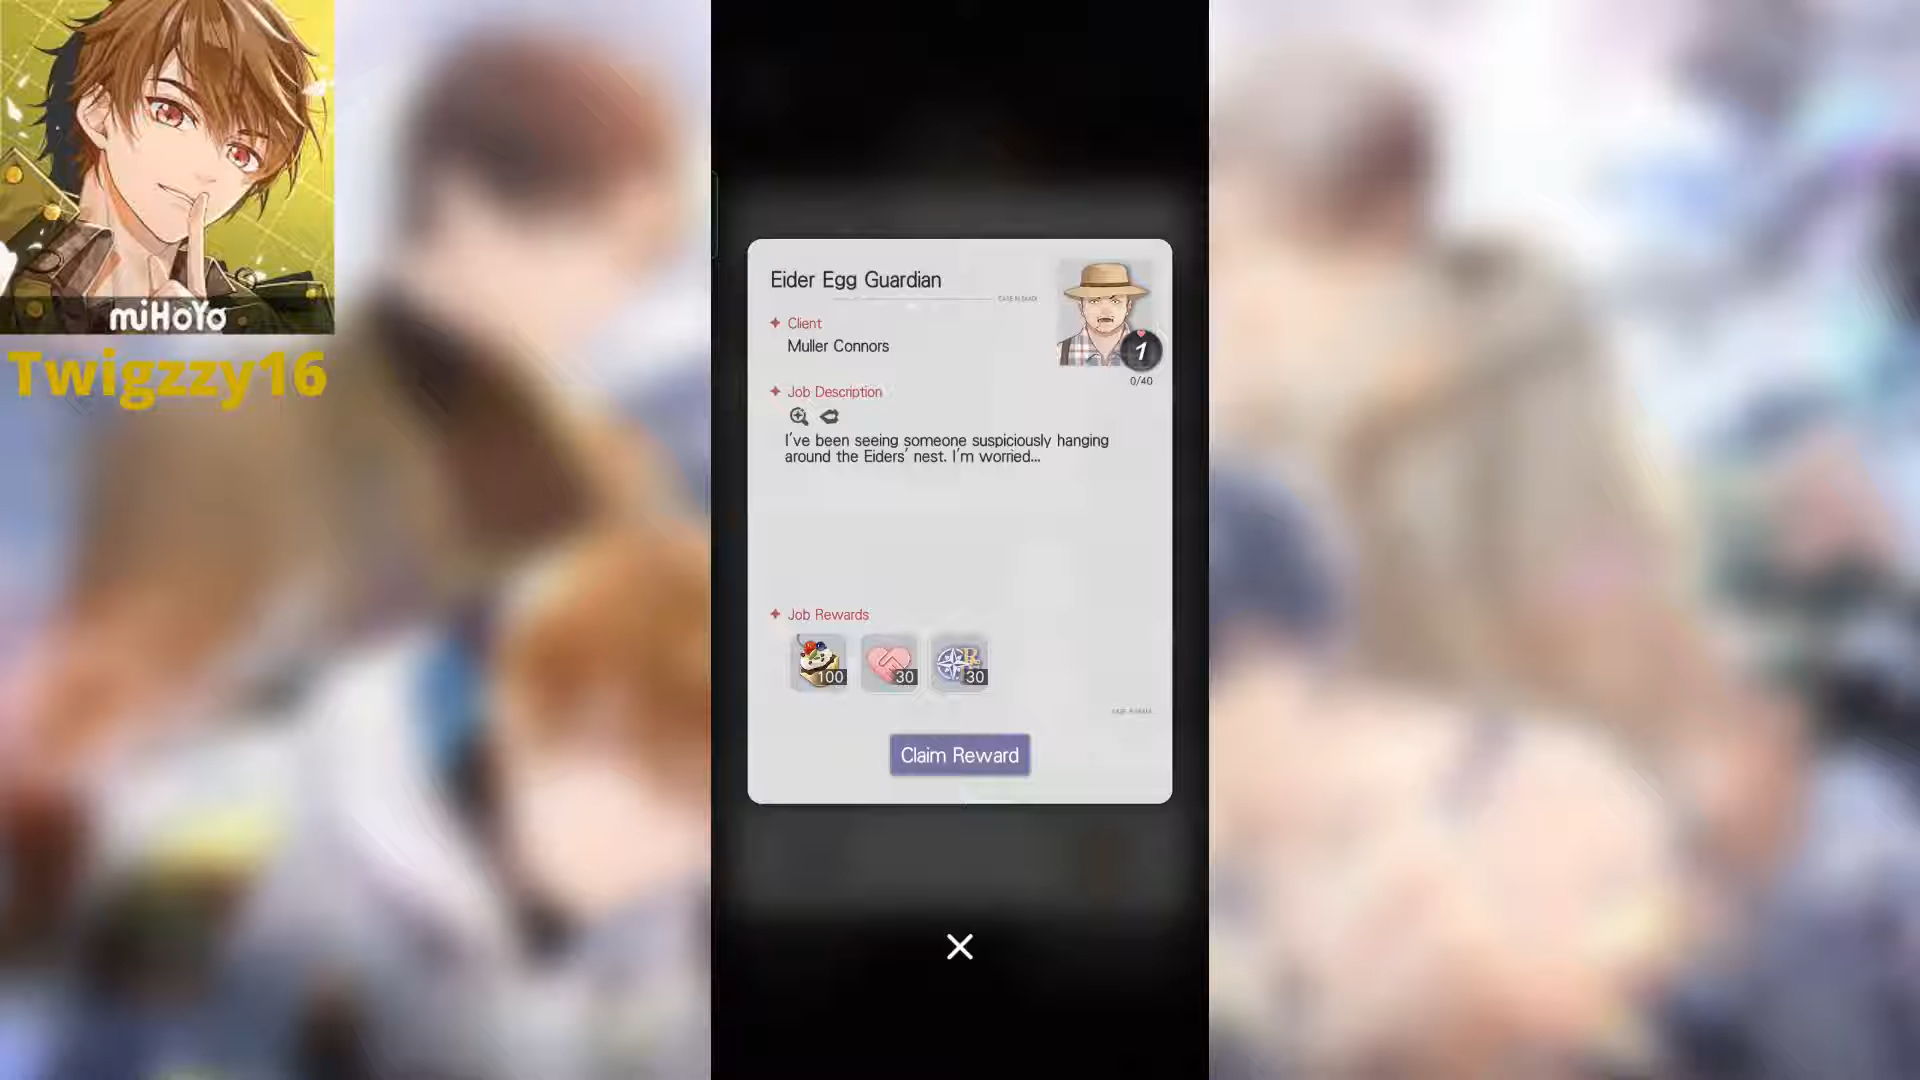 miHoYo
Twigzzy16
Eider Egg Guardian
Client
Muller Connors
1
0/40
Job Description
I've been seeing someone suspiciously hanging
around the Eiders' nest. I'm worried...
Job Rewards
R
100
30
30
Claim Reward